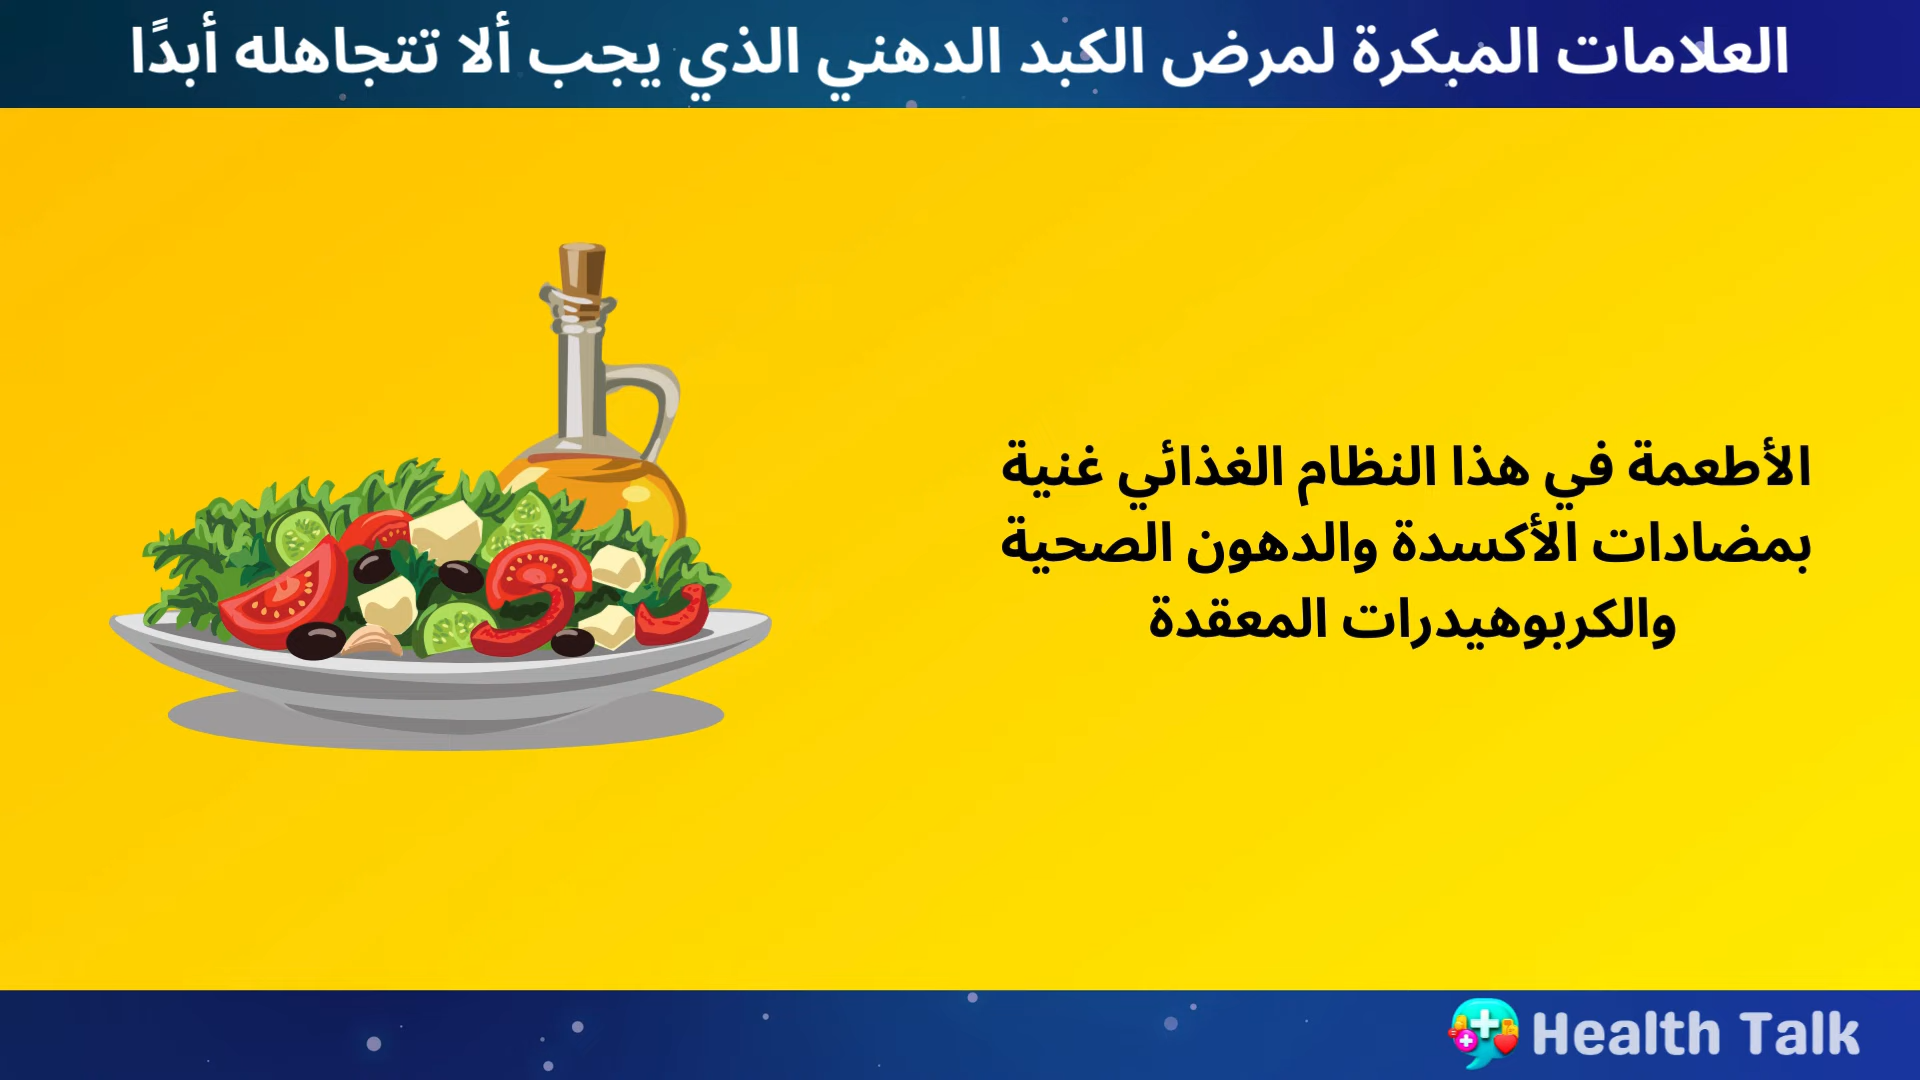 العلامات المبكرة لمرض الكبد الدهني الذي يجب ألا تتجاهله أبدًا
الأطعمة في هذا النظام الغذائي غنية
بمضادات الأكسدة والدهون الصحية
والكربوهيدرات المعقدة
Health Talk